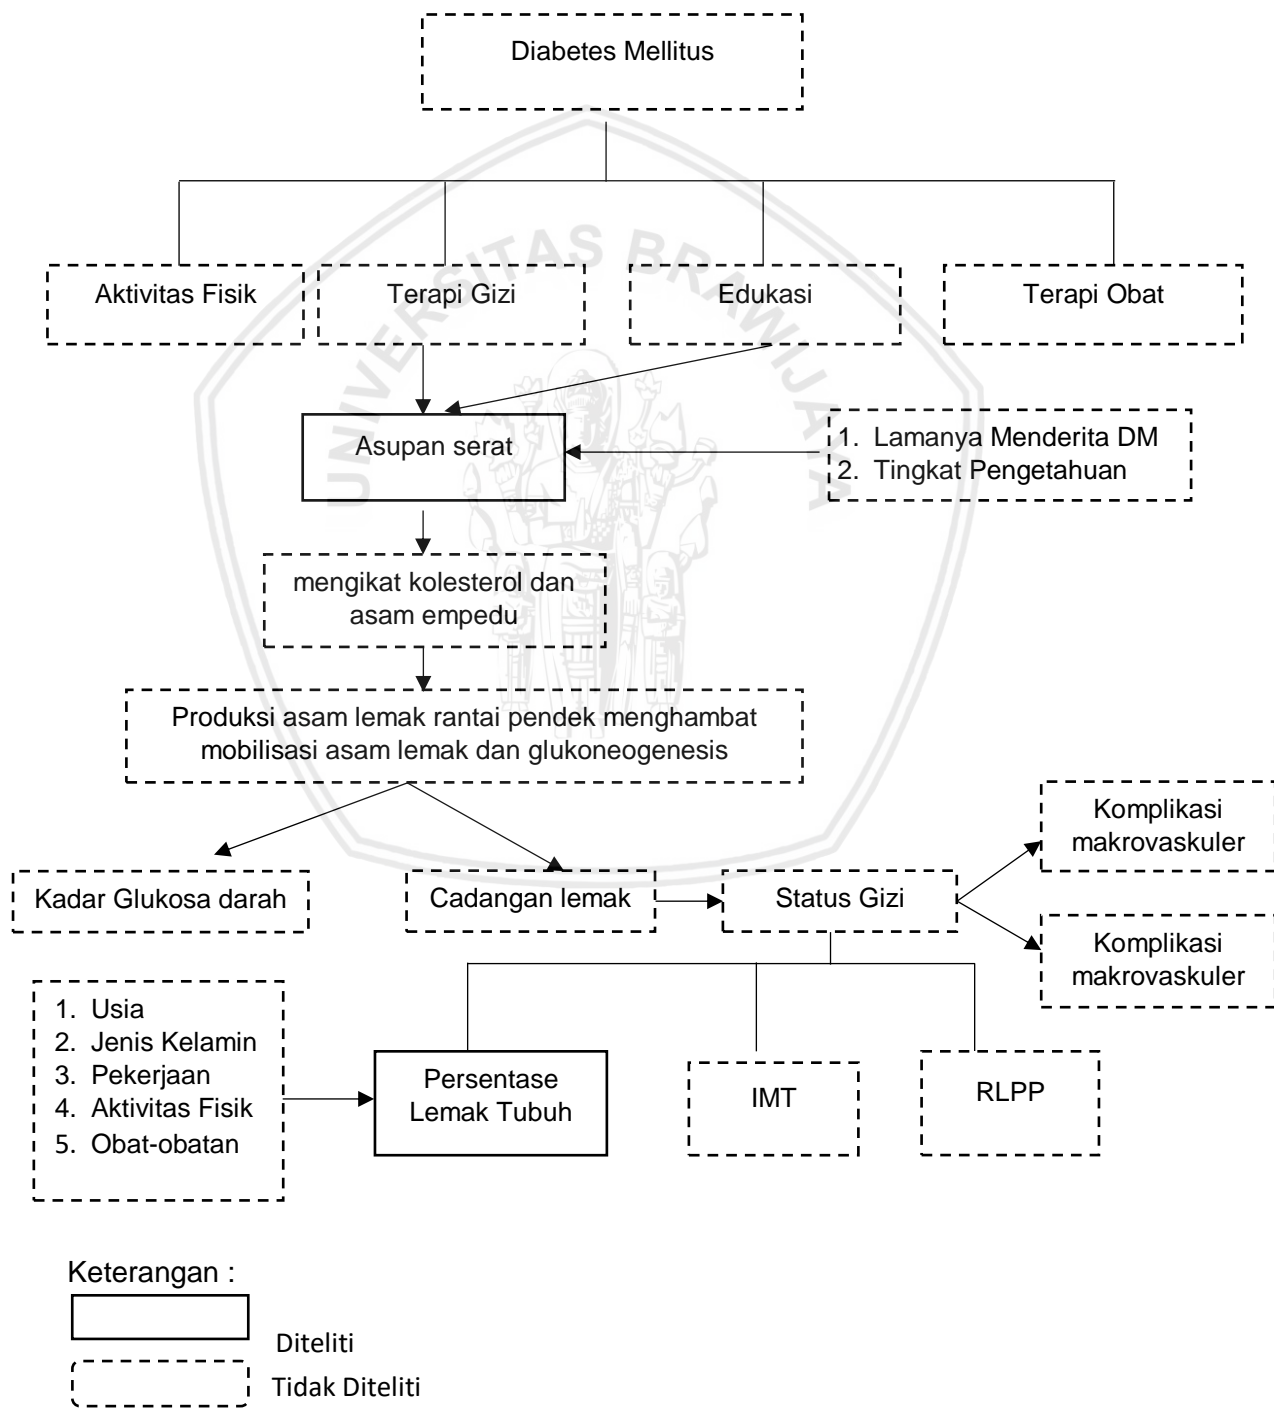 Diabetes Mellitus
UNIVERSITAS BRAWIJAYA
Aktivitas Fisik
Terapi Gizi
Edukasi
Terapi Obat
Asupan serat
1. Lamanya Menderita DM
2. Tingkat Pengetahuan
mengikat kolesterol dan
asam empedu
Produksi asam lemak rantai pendek menghambat
mobilisasi asam lemak dan glukoneogenesis
Komplikasi
makrovaskuler
Kadar Glukosa darah
Cadangan lemak
Status Gizi
Komplikasi
makrovaskuler
1. Usia
2. Jenis Kelamin
3. Pekerjaan
4. Aktivitas Fisik
5. Obat-obatan
Persentase
Lemak Tubuh
IMT
RLPP
Keterangan :
Diteliti
Tidak Diteliti